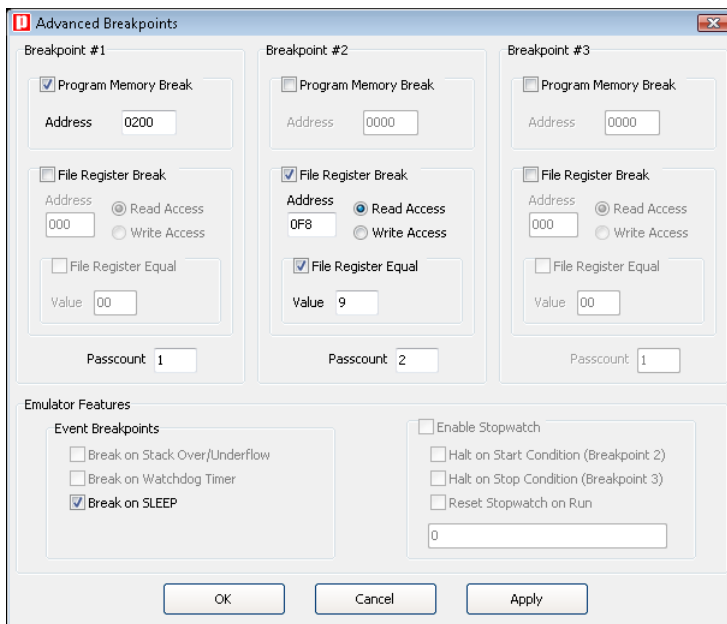 Advanced Breakpoints
Breakpoint #1
Program Memory Break
Address 0200
File Register Break
Address
000
Read Access
Write Access
File Register Equal
Value 00
Passcount 1
Breakpoint #2
Program Memory Break
Address 0000
File Register Break
Address
0F8
Read Access
Write Access
File Register Equal
Value 9
Passcount 2
Breakpoint #3
Program Memory Break
Address 0000
File Register Break
Address
000
Read Access
Write Access
File Register Equal
Value 00
Passcount 1
Emulator Features
Event Breakpoints
Break on Stack Over/Underflow
Break on Watchdog Timer
Break on SLEEP
Enable Stopwatch
Halt on Start Condition (Breakpoint 2)
Halt on Stop Condition (Breakpoint 3)
Reset Stopwatch on Run
0
OK
Cancel
Apply